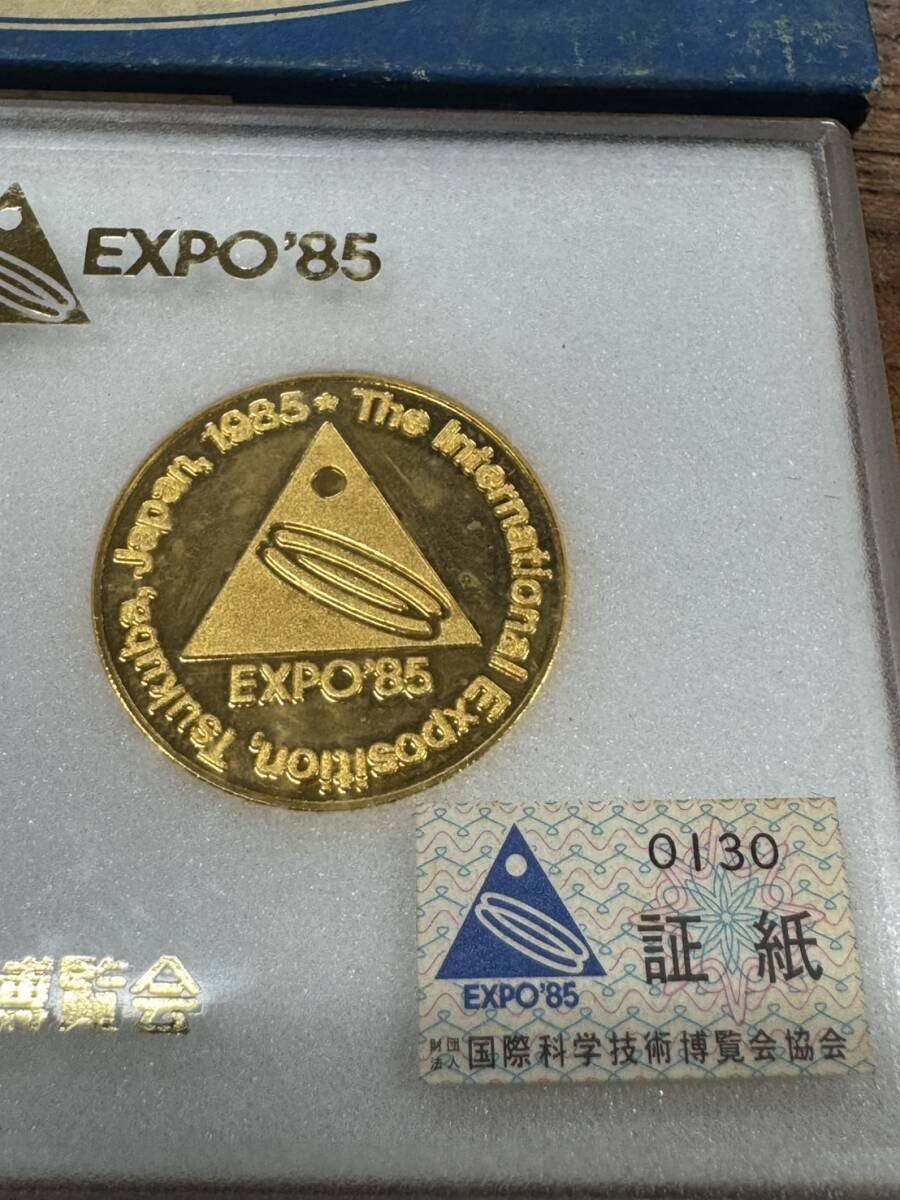 EXPO'85
The International Exposition, Tsukuba, Japan, 1985 *
EXPO'85
0130
証紙
EXPO'85
財団法人 国際科学技術博覧会協会
博覧会